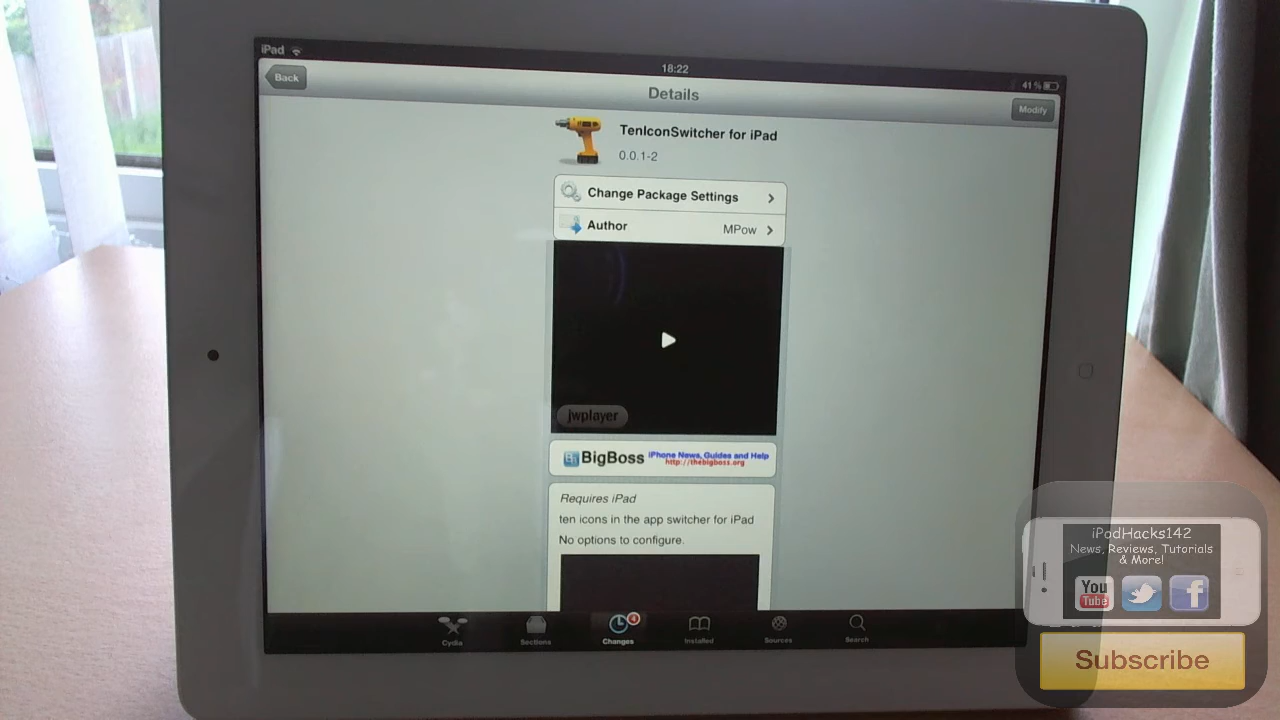 iPad
18:22
41%
Back
Details
Modify
TenIconSwitcher for iPad
0.0.1-2
Change Package Settings
Author MPow
jwplayer
BigBoss iPhone News, Guides and Help
http://thebigboss.org
Requires iPad
ten icons in the app switcher for iPad
No options to configure.
Cydia Sections Changes 4 Installed Sources Search
iPodHacks142
News, Reviews, Tutorials
& More!
You
Tube
Subscribe